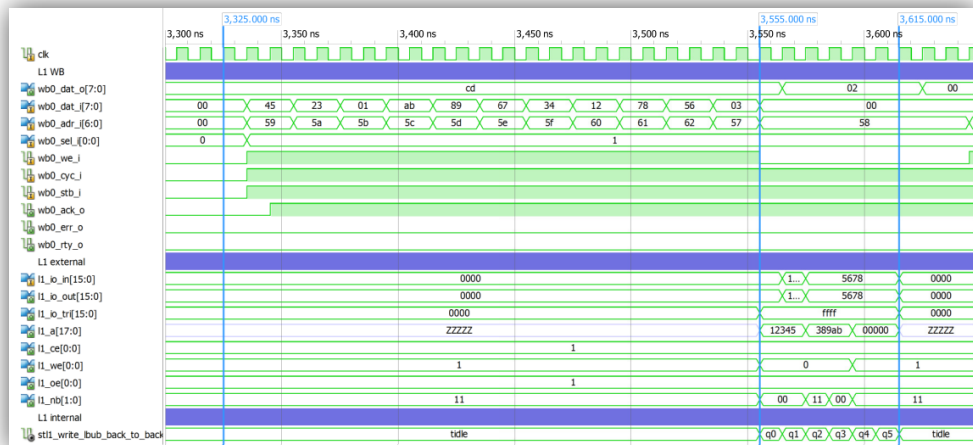 3,325.000 ns 3,555.000 ns 3,615.000 ns
3,300 ns 3,350 ns 3,400 ns 3,450 ns 3,500 ns 3,550 ns 3,600 ns
clk
L1 WB
wb0_dat_o[7:0] cd 02 00
wb0_dat_i[7:0] 00 45 23 01 ab 89 67 34 12 78 56 03 00
wb0_adr_i[6:0] 00 59 5a 5b 5c 5d 5e 5f 60 61 62 57 58
wb0_sel_i[0:0] 0 1
wb0_we_i
wb0_cyc_i
wb0_stb_i
wb0_ack_o
wb0_err_o
wb0_rty_o
L1 external
l1_io_in[15:0] 0000 1... 5678 0000
l1_io_out[15:0] 0000 1... 5678 0000
l1_io_tri[15:0] 0000 ffff 0000
l1_a[17:0] ZZZZZ 12345 389ab 00000 ZZZZZ
l1_ce[0:0] 1
l1_we[0:0] 1 0 1
l1_oe[0:0] 1
l1_nb[1:0] 11 00 11 00 11
L1 internal
stl1_write_lbub_back_to_back tidle q0 q1 q2 q3 q4 q5 tidle